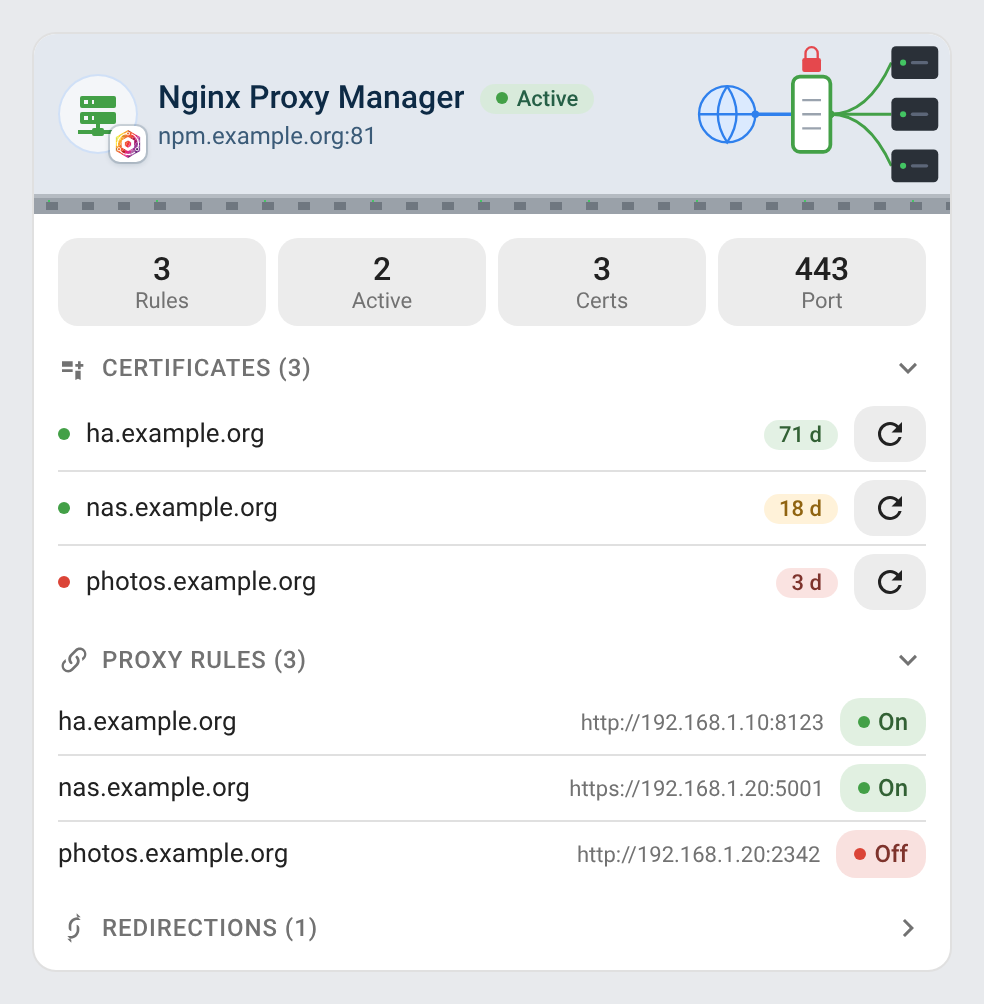 Nginx Proxy Manager
Active
npm.example.org:81
3
Rules
2
Active
3
Certs
443
Port
CERTIFICATES (3)
ha.example.org
71 d
nas.example.org
18 d
photos.example.org
3 d
PROXY RULES (3)
ha.example.org
http://192.168.1.10:8123
On
nas.example.org
https://192.168.1.20:5001
On
photos.example.org
http://192.168.1.20:2342
Off
REDIRECTIONS (1)